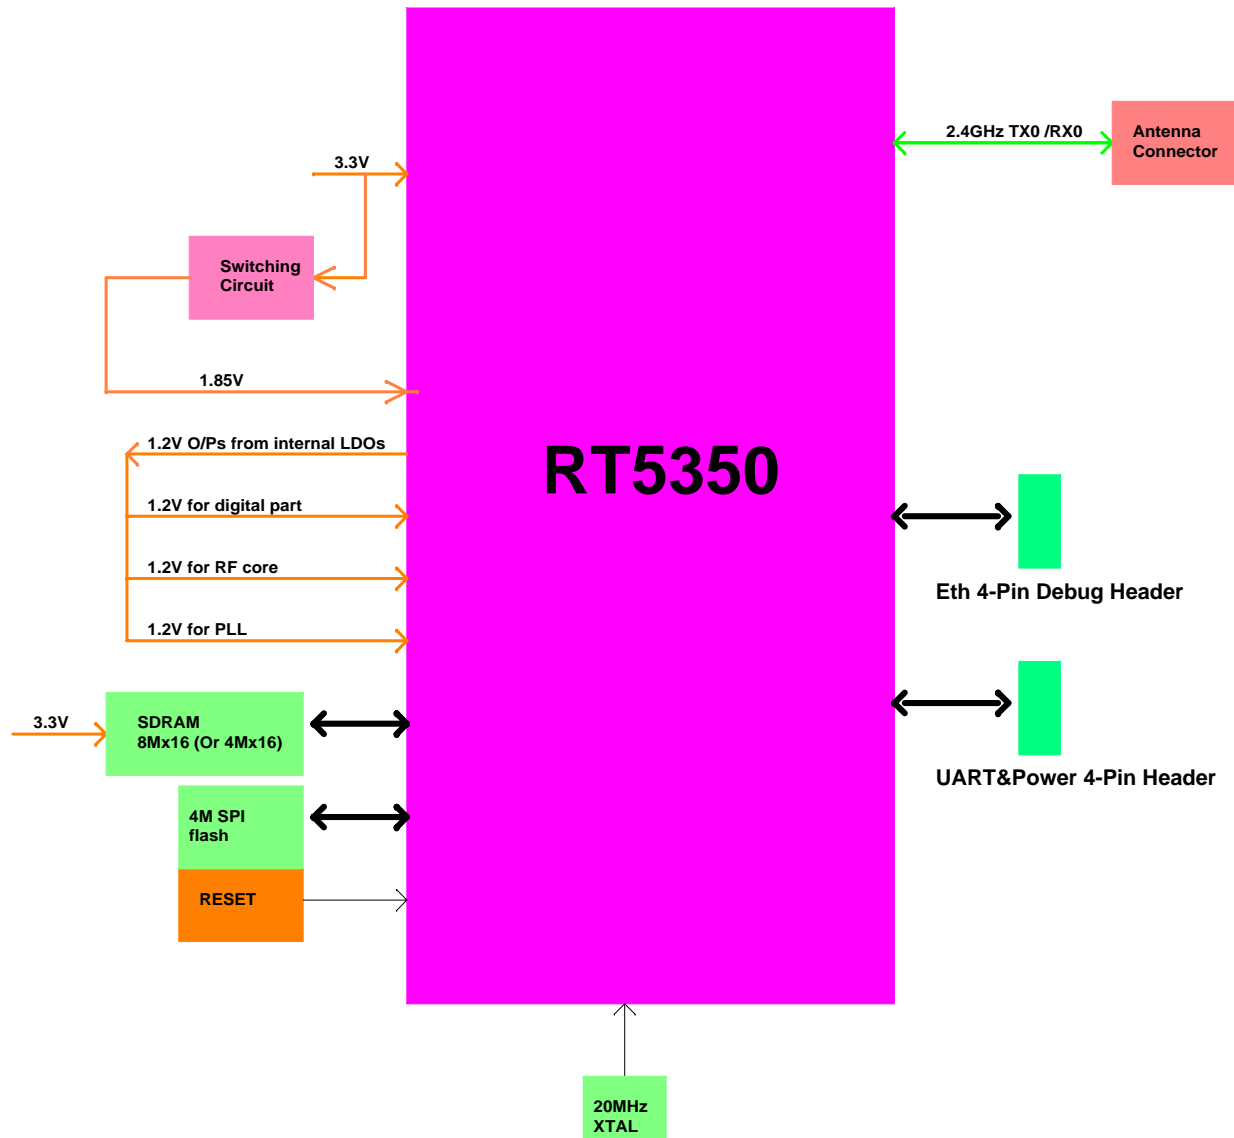 2.4GHz TX0 /RX0
Antenna
Connector
3.3V
Switching
Circuit
1.85V
1.2V O/Ps from internal LDOs
RT5350
1.2V for digital part
1.2V for RF core
Eth 4-Pin Debug Header
1.2V for PLL
3.3V
SDRAM
8Mx16 (Or 4Mx16)
UART&Power 4-Pin Header
4M SPI
flash
RESET
20MHz
XTAL